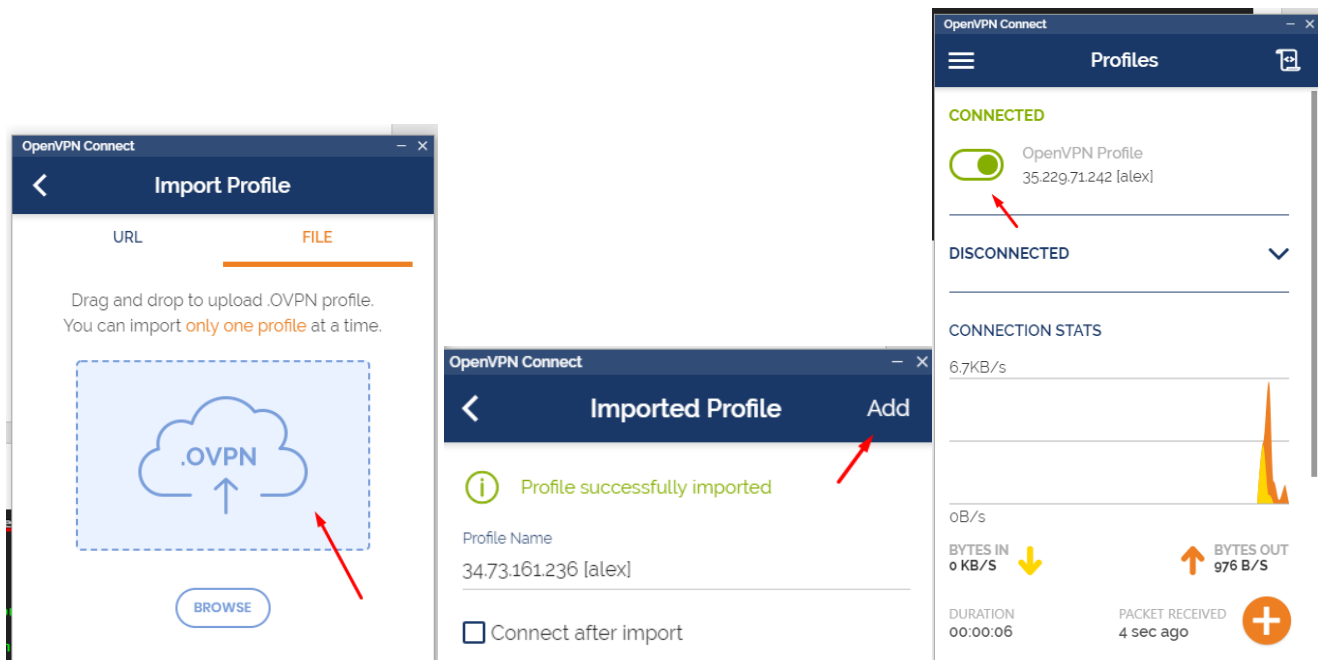 OpenVPN Connect
Import Profile
URL
FILE
Drag and drop to upload .OVPN profile.
You can import only one profile at a time.
.OVPN
BROWSE
OpenVPN Connect
Imported Profile
Add
Profile successfully imported
Profile Name
34.73.161.236 [alex]
Connect after import
OpenVPN Connect
Profiles
CONNECTED
OpenVPN Profile
35.229.71.242 [alex]
DISCONNECTED
CONNECTION STATS
6.7KB/s
0B/s
BYTES IN
0 KB/S
BYTES OUT
976 B/S
DURATION
00:00:06
PACKET RECEIVED
4 sec ago